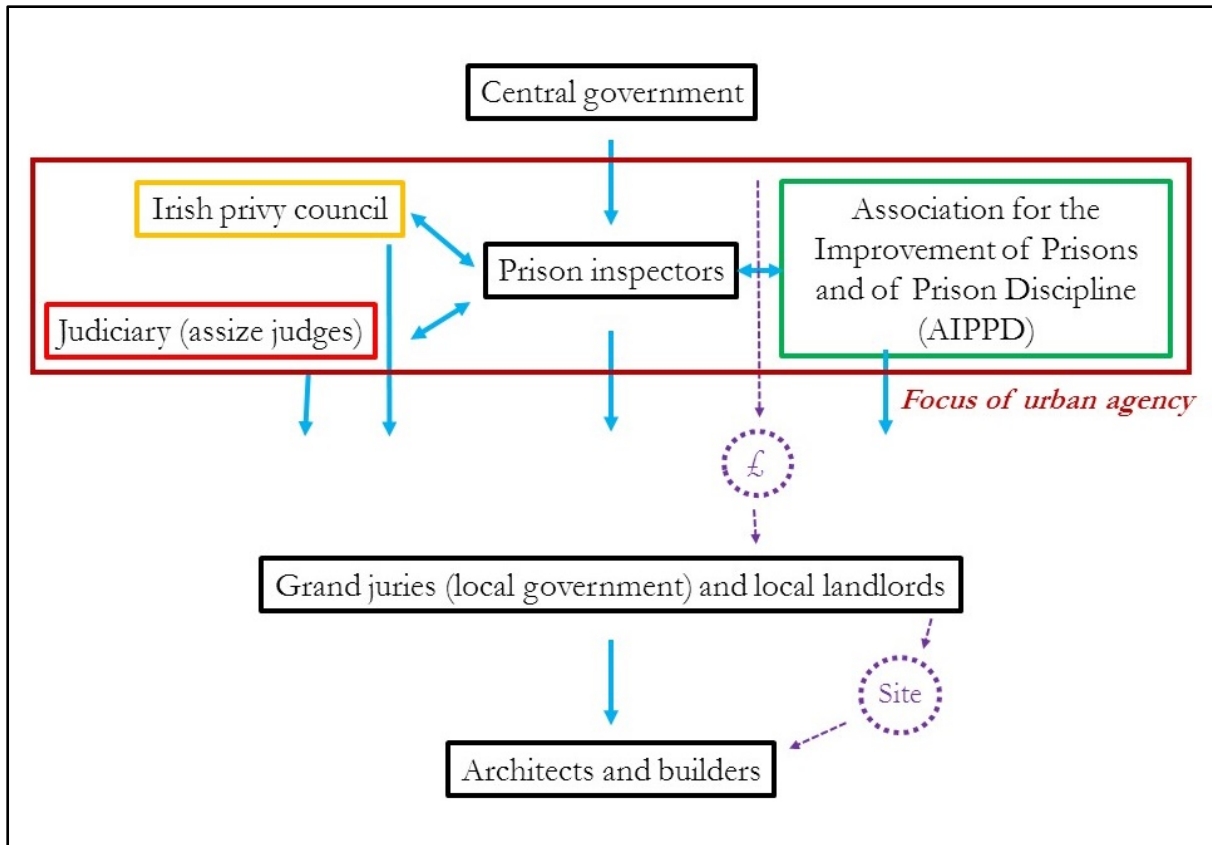 Central government
Irish privy council
Judiciary (assize judges)
Prison inspectors
Association for the
Improvement of Prisons
and of Prison Discipline
(AIPPD)
Focus of urban agency
£
Grand juries (local government) and local landlords
Site
Architects and builders